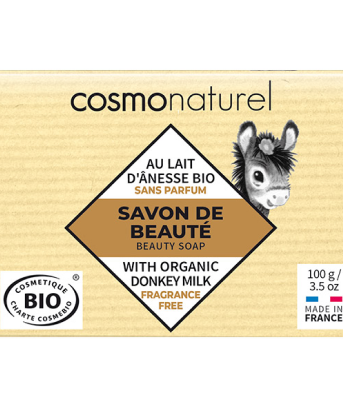 cosmonaturel
AU LAIT
D'ÂNESSE BIO
SANS PARFUM
SAVON DE
BEAUTÉ
BEAUTY SOAP
WITH ORGANIC
DONKEY MILK
FRAGRANCE
FREE
COSMETIQUE
BIO
®
CHARTE COSMEBIO
100 g /
3.5 oz
MADE IN
FRANCE